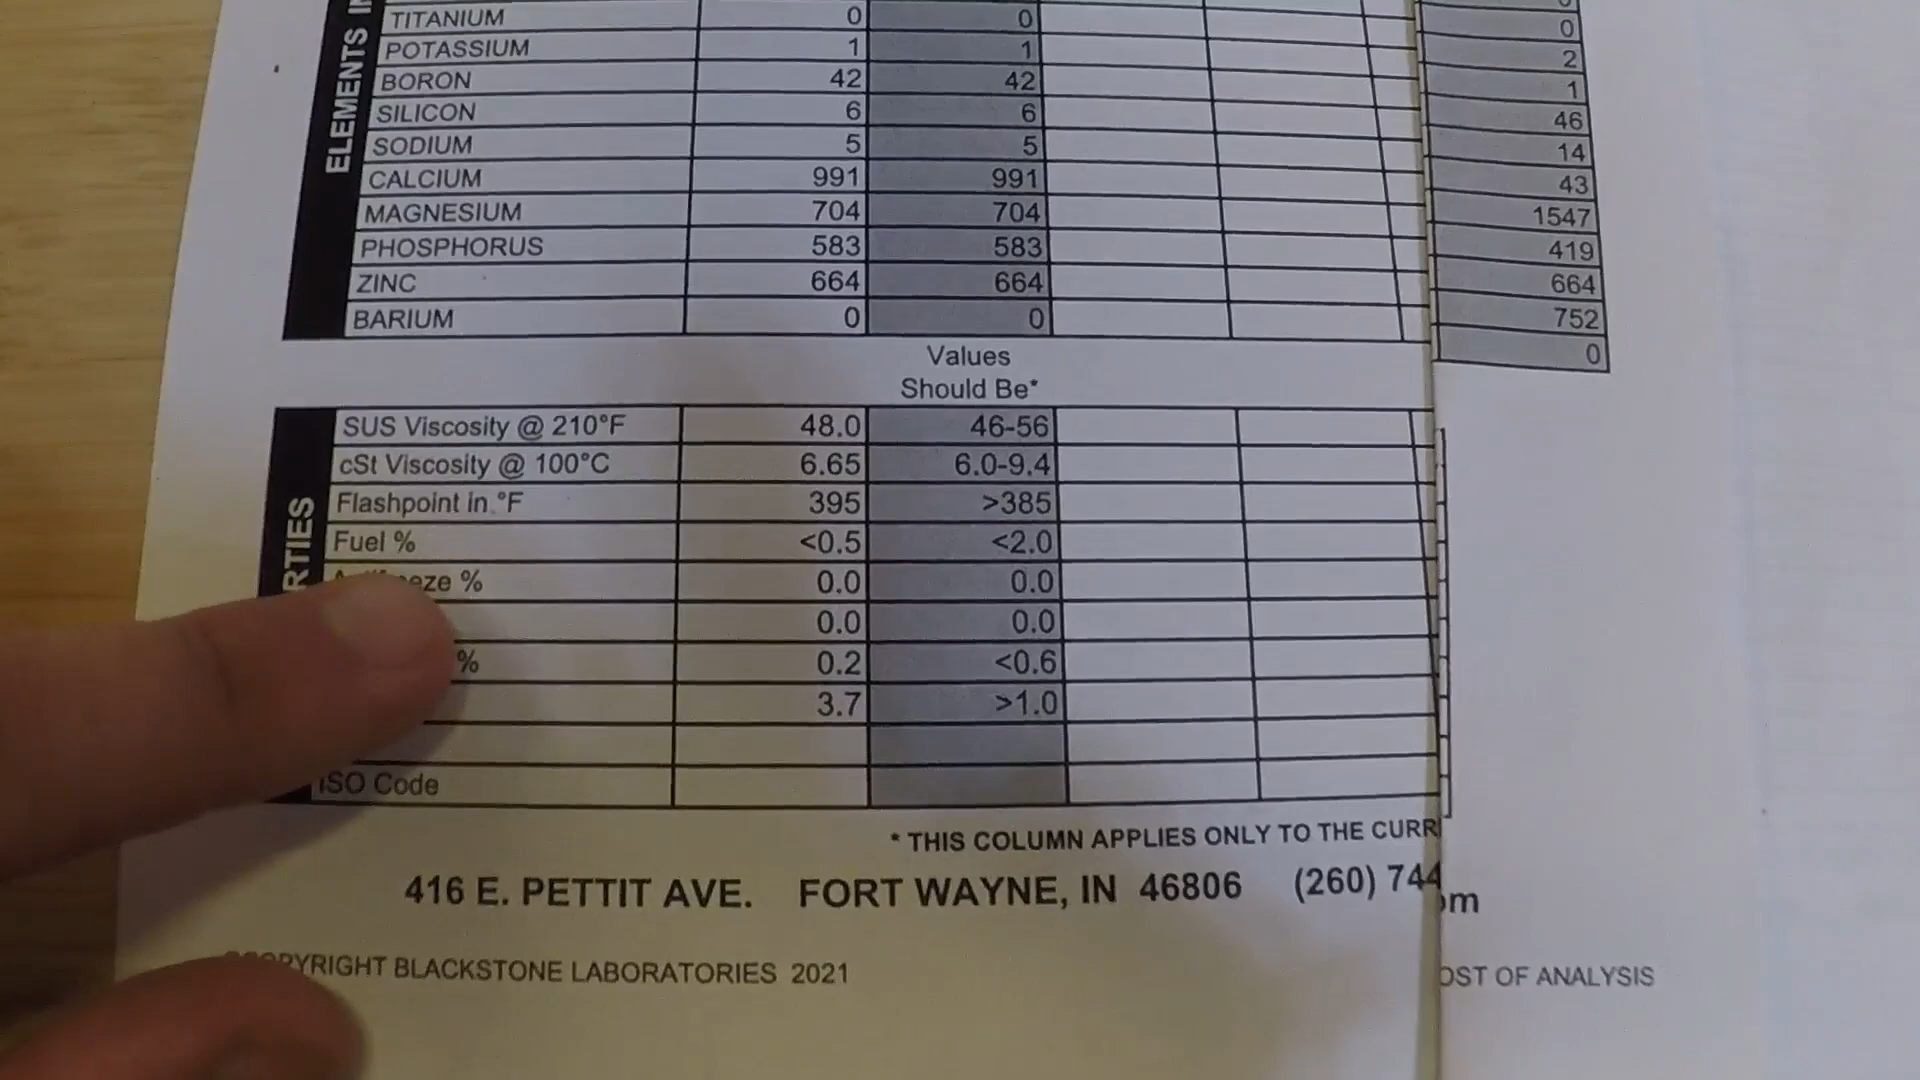 ELEMENTS
TITANIUM 0 0 0
POTASSIUM 1 1 2
BORON 42 42 1
SILICON 6 6 46
SODIUM 5 5 14
CALCIUM 991 991 43
MAGNESIUM 704 704 1547
PHOSPHORUS 583 583 419
ZINC 664 664 664
BARIUM 0 0 752
0
Values
Should Be*
RTIES
SUS Viscosity @ 210°F 48.0 46-56
cSt Viscosity @ 100°C 6.65 6.0-9.4
Flashpoint in °F 395 >385
Fuel % <0.5 <2.0
eze % 0.0 0.0
0.0 0.0
% 0.2 <0.6
3.7 >1.0
ISO Code
* THIS COLUMN APPLIES ONLY TO THE CURR
416 E. PETTIT AVE. FORT WAYNE, IN 46806 (260) 744
m
PYRIGHT BLACKSTONE LABORATORIES 2021
OST OF ANALYSIS